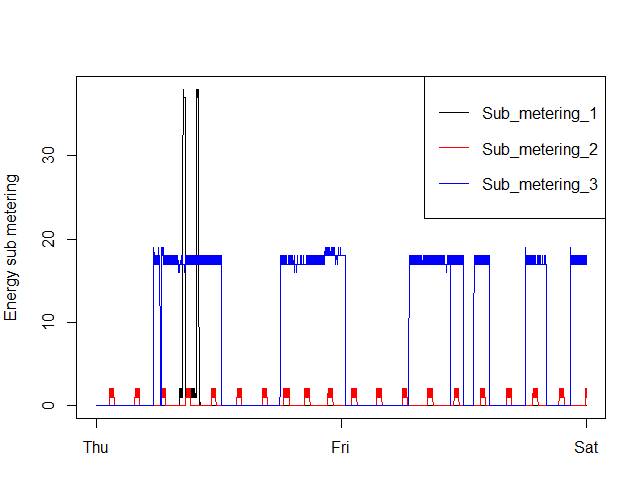 Sub_metering_1
Sub_metering_2
Sub_metering_3
Energy sub metering
30
20
10
0
Thu Fri Sat